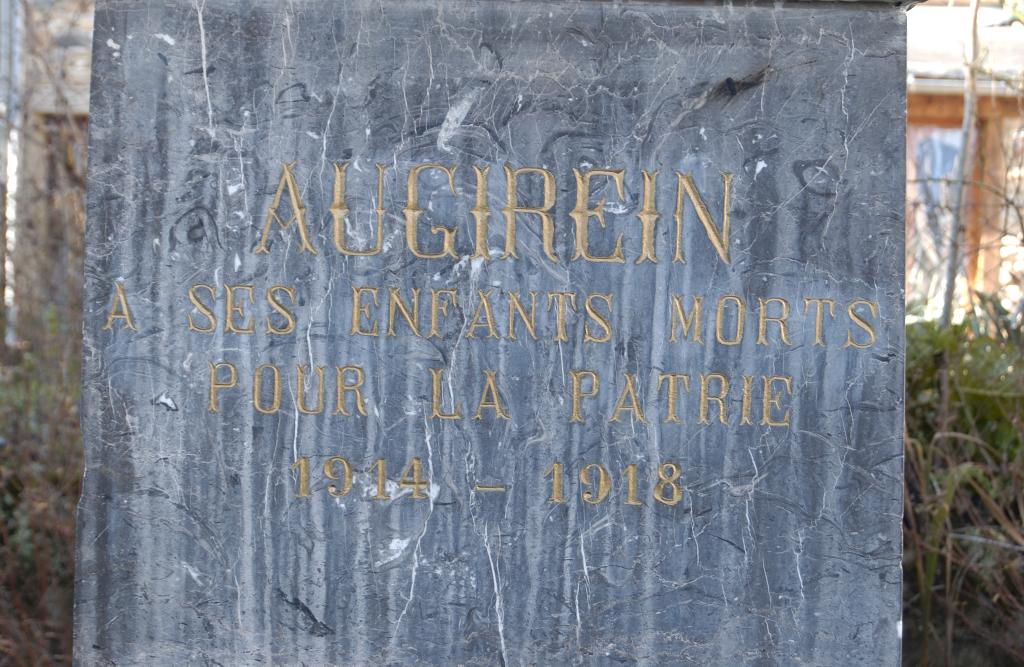 AUGIREIN
A SES ENFANTS MORTS
POUR LA PATRIE
1914 - 1918